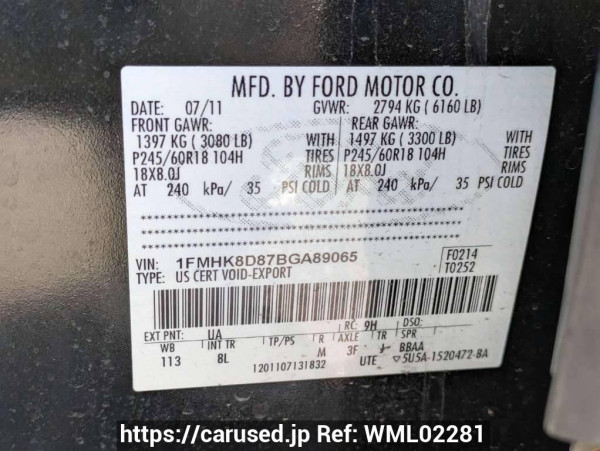 MFD. BY FORD MOTOR CO.
DATE: 07/11 GVWR: 2794 KG ( 6160 LB)
FRONT GAWR: REAR GAWR:
1397 KG ( 3080 LB) WITH 1497 KG ( 3300 LB) WITH
P245/60R18 104H TIRES P245/60R18 104H TIRES
18X8.0J RIMS 18X8.0J RIMS
AT 240 kPa/ 35 PSI COLD AT 240 kPa/ 35 PSI COLD
VIN: 1FMHK8D87BGA89065 F0214
TYPE: US CERT VOID-EXPORT T0252
EXT PNT: UA RC: 9H DSO:
WB INT TR TP/PS R AXLE TR SPR
113 8L M 3F BBAA
1201107131832 UTE 5U5A-1520472-BA
https://carused.jp Ref: WML02281